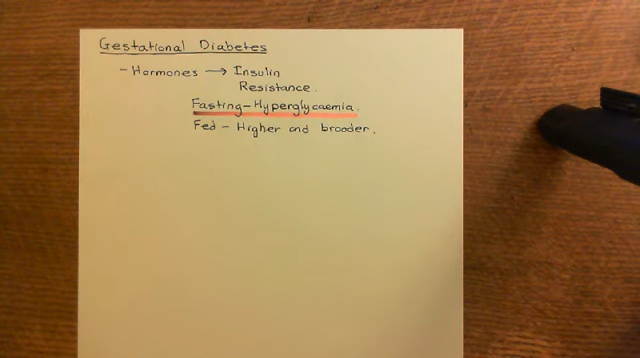 Gestational Diabetes
- Hormones → Insulin
Resistance.
Fasting - Hyperglycaemia.
Fed - Higher and broader.